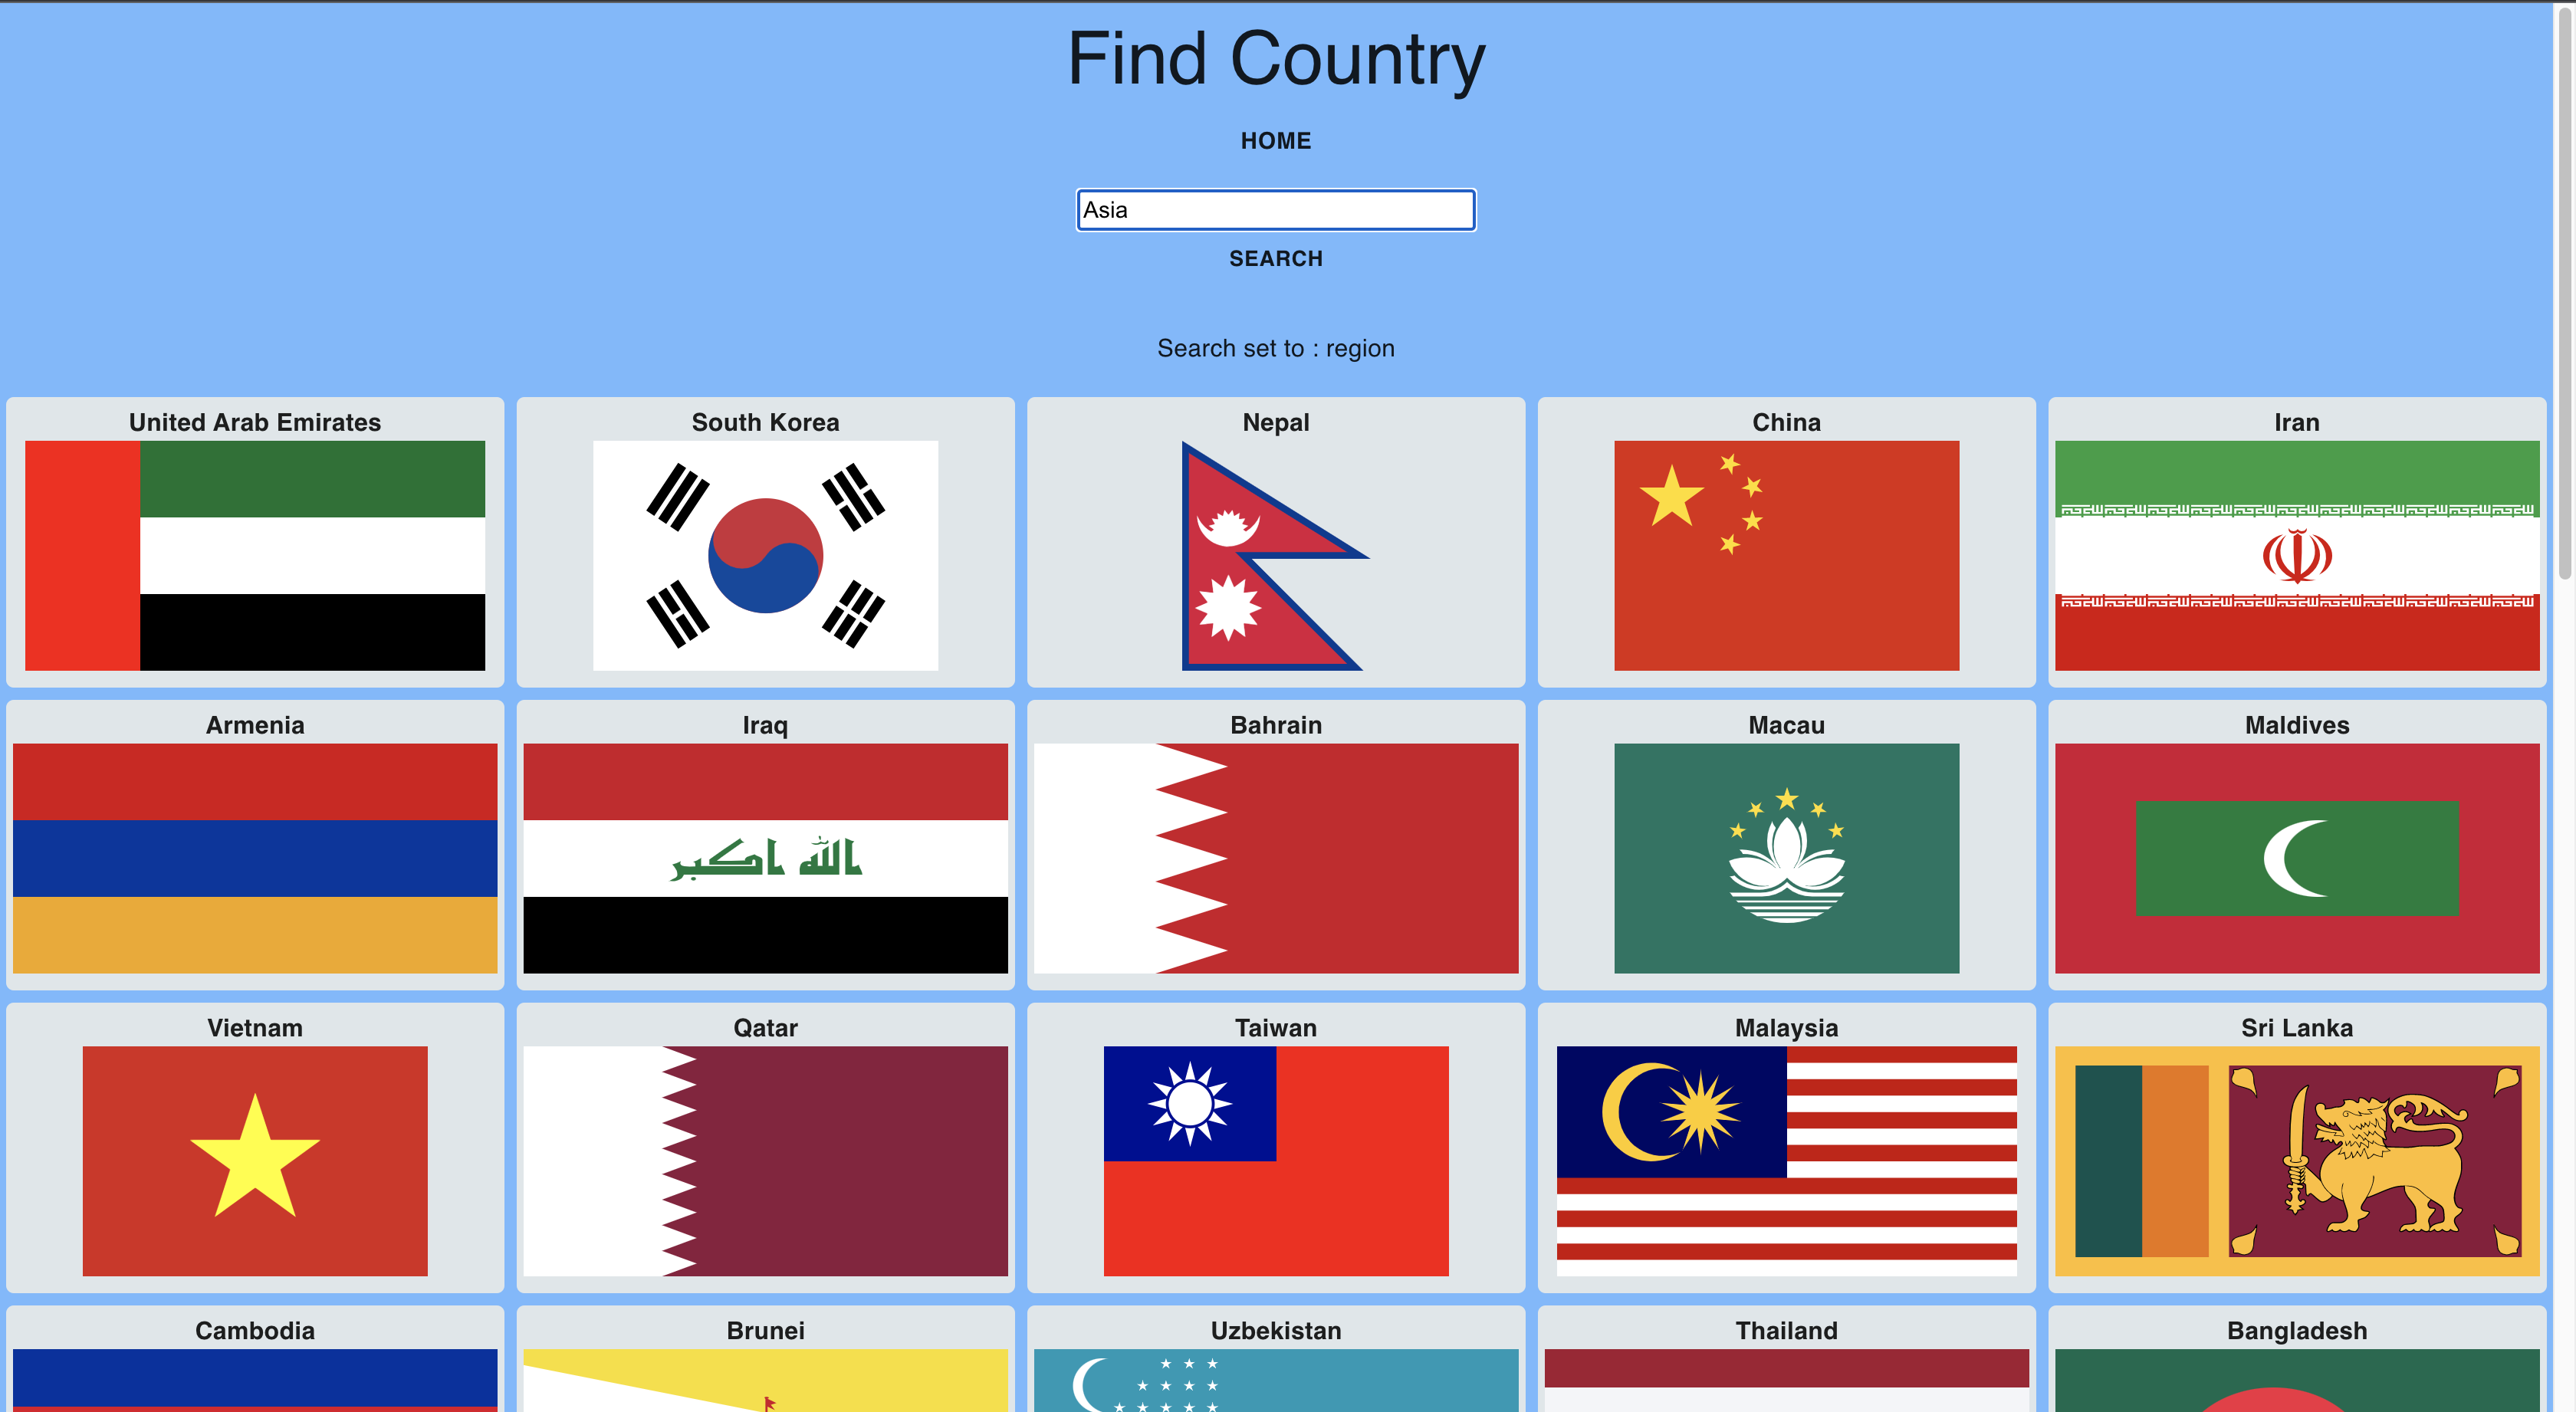 Find Country
HOME
Asia
SEARCH
Search set to : region
United Arab Emirates
South Korea
Nepal
China
Iran
Armenia
Iraq
Bahrain
Macau
Maldives
الله اكبر
Vietnam
Qatar
Taiwan
Malaysia
Sri Lanka
Cambodia
Brunei
Uzbekistan
Thailand
Bangladesh